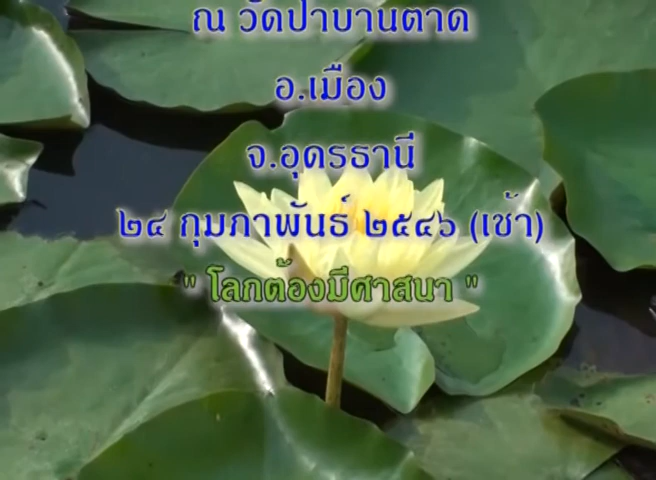 ณ วัดป่าบ้านตาด
อ.เมือง
จ.อุดรธานี
๒๔ กุมภาพันธ์ ๒๕๔๖ (เช้า)
" โลกต้องมีศาสนา "